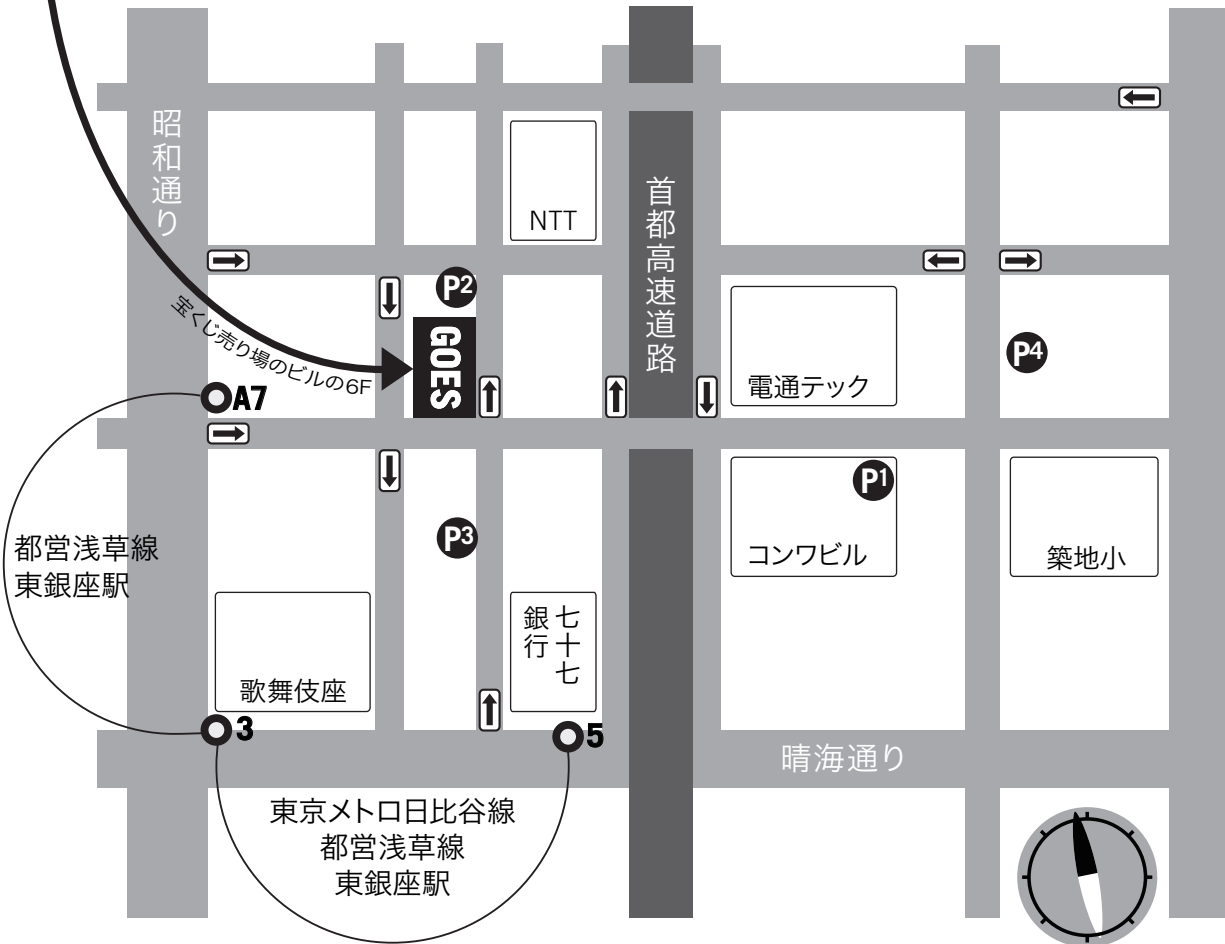 昭和通り
NTT
首都高速道路
P2
GOES
宝くじ売り場のビルの6F
A7
電通テック
P4
P1
コンワビル
築地小
P3
都営浅草線
東銀座駅
歌舞伎座
七十七
銀行
3
5
晴海通り
東京メトロ日比谷線
都営浅草線
東銀座駅